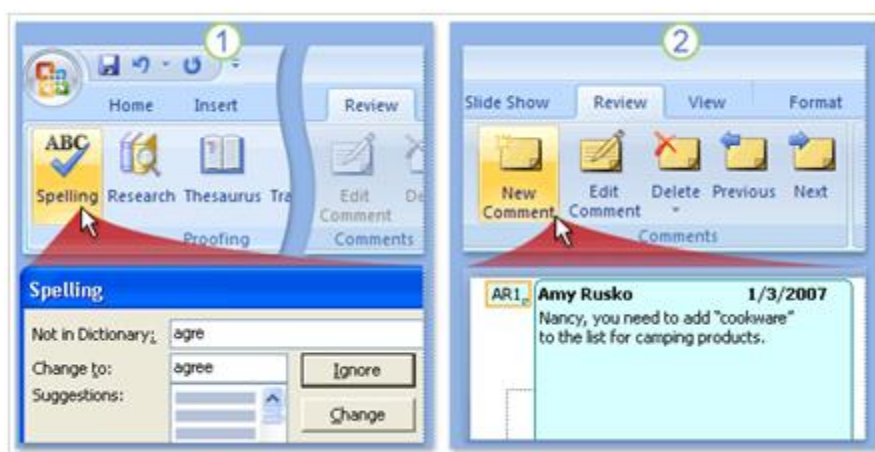 1
Home Insert Review
ABC
Spelling Research Thesaurus Tra
Edit Comment De
Proofing Comments
Spelling
Not in Dictionary: agre
Change to: agree Ignore
Suggestions:
Change
2
Slide Show Review View Format
New Comment Edit Comment Delete Previous Next
Comments
AR1 Amy Rusko 1/3/2007
Nancy, you need to add "cookware"
to the list for camping products.